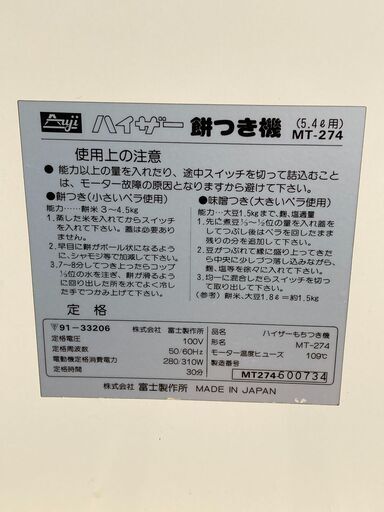 Fuji ハイザー 餅つき機 (5.4ℓ用) MT-274
使用上の注意
●能力以上の量を入れたり、途中スイッチを切って詰込むこと
は、モーター故障の原因となりますから避けて下さい。
●餅つき(小さいベラ使用)
能力…餅米3〜4.5kg
1.蒸した米を入れてからスイッチ
を入れて下さい。蓋は必要あり
ません。
2.早目に餅がボール状になるよう
に、シャモジ等で加減して下さい。
3.7〜8分してつき上ったらコップ
1/3位の水を注ぎ、餅が滑るよう
に回り出した所を水でよく冷し
た手でつかみ上げて下さい。
●味噌つき(大きいベラ使用)
能力…大豆1.5kgまで、麹、塩適量
1.先に煮豆1/3〜1/2位の量を入れ蓋を
してつぶし後はベラが回ったまま
残りの分を追加して下さい。
2.豆がつぶれて縁に盛り上ってきた
ら中央に少しづつ落し込みながら、
麹、塩等を徐々に入れて下さい。
3.均一に混ったらスイッチを切っ
て取り出して下さい。
(参考)餅米、大豆1.8ℓ=約1.5kg
定格
〒91-33206 株式会社 富士製作所
定格電圧 100V
定格周波数 50/60Hz
電動機定格消費電力 280/310W
定格時間 30分
品名 ハイザーもちつき機
形名 MT-274
モーター温度ヒューズ 109℃
製造番号 MT274-600734
株式会社 富士製作所 MADE IN JAPAN